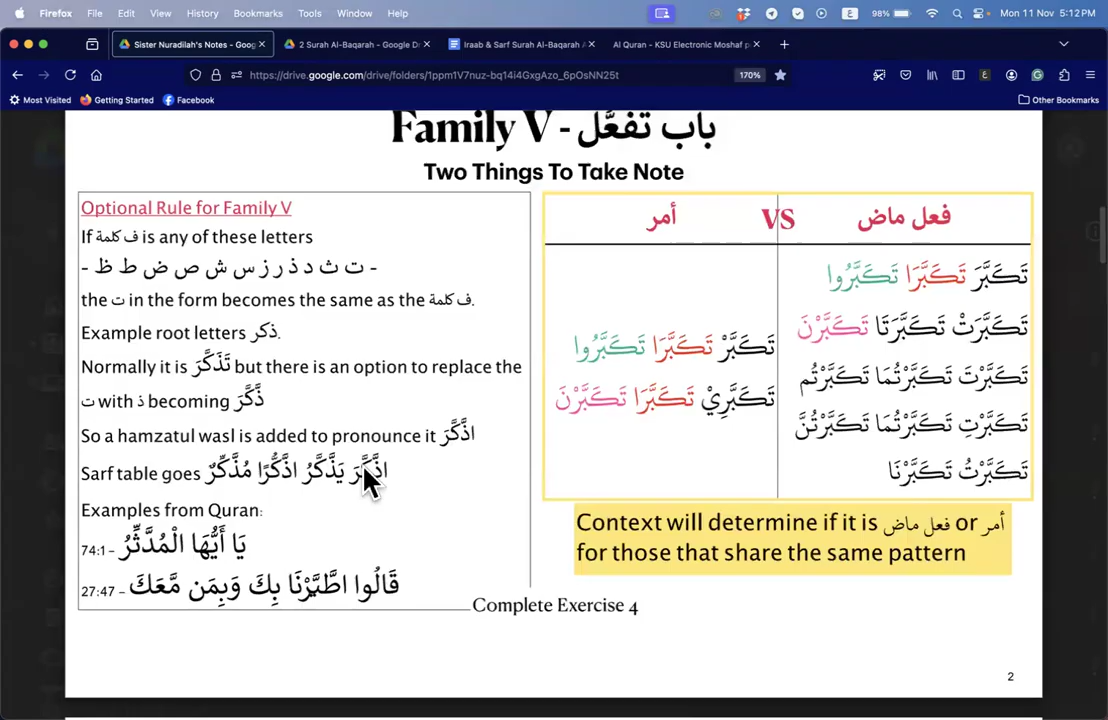 Firefox File Edit View History Bookmarks Tools Window Help 98% Mon 11 Nov 5:12 PM
Sister Nuradilah's Notes - Goog × 2 Surah Al-Baqarah - Google D × Iraab & Sarf Surah Al-Baqarah × Al Quran - KSU Electronic Moshaf p ×
https://drive.google.com/drive/folders/1ppm1V7nuz-bq14i4GxgAzo_6pOsNN25t 170%
Most Visited Getting Started Facebook Other Bookmarks
Family V - باب تَفَعَّل
Two Things To Take Note
Optional Rule for Family V
If ف كلمة is any of these letters
- ت ث د ذ ر ز س ش ص ض ط ظ -
the ت in the form becomes the same as the ف كلمة.
Example root letters ذكر.
Normally it is تَذَكَّرَ but there is an option to replace the
ت with ذ becoming ذَّكَّرَ
So a hamzatul wasl is added to pronounce it اذَّكَّرَ
Sarf table goes اذَّكَّرَ يَذَّكَّرُ اذَّكُّرًا مُذَّكِّرٌ
Examples from Quran:
74:1 – يَا أَيُّهَا الْمُدَّثِّرُ
27:47 – قَالُوا اطَّيَّرْنَا بِكَ وَبِمَن مَّعَكَ
أمر VS فعل ماض
تَكَبَّرَ تَكَبَّرَا تَكَبَّرُوا
تَكَبَّرَتْ تَكَبَّرَتَا تَكَبَّرْنَ
تَكَبَّرْتَ تَكَبَّرْتُمَا تَكَبَّرْتُم
تَكَبَّرْتِ تَكَبَّرْتُمَا تَكَبَّرْتُنَّ
تَكَبَّرْتُ تَكَبَّرْنَا
تَكَبَّرْ تَكَبَّرَا تَكَبَّرُوا
تَكَبَّرِيْ تَكَبَّرَا تَكَبَّرْنَ
Context will determine if it is فعل ماض or أمر
for those that share the same pattern
Complete Exercise 4
2